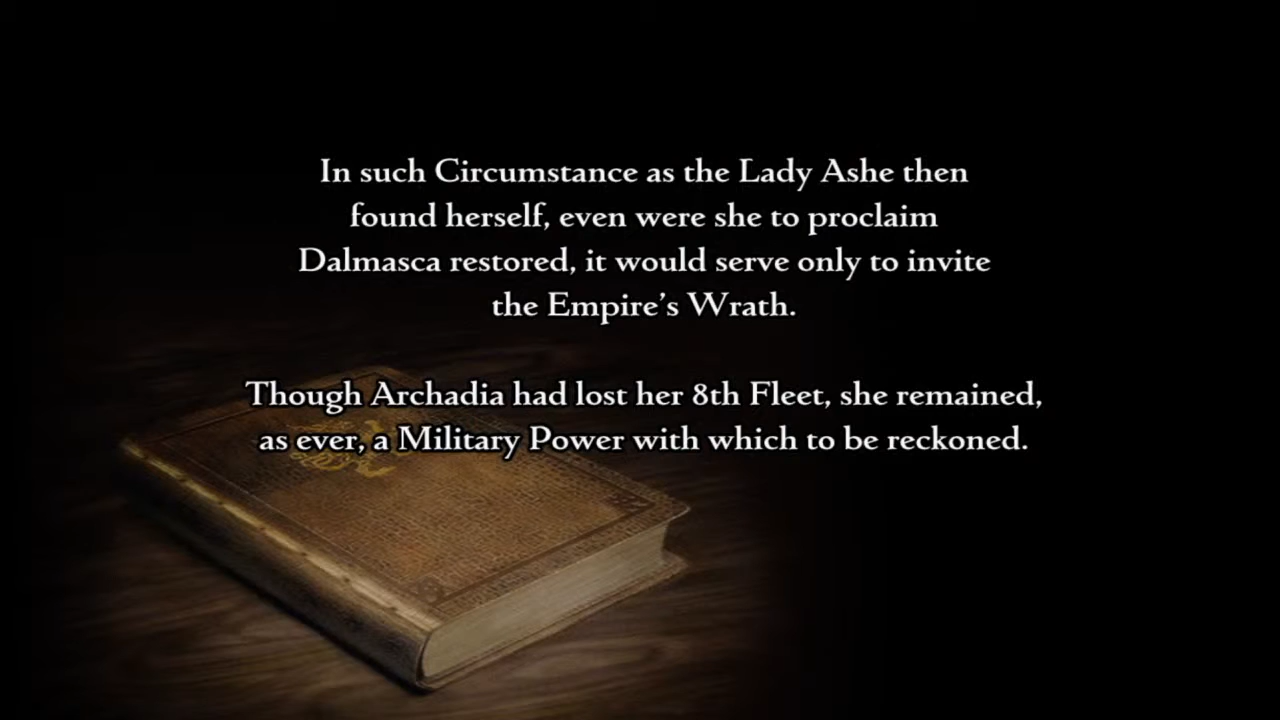 In such Circumstance as the Lady Ashe then
found herself, even were she to proclaim
Dalmasca restored, it would serve only to invite
the Empire's Wrath.
Though Archadia had lost her 8th Fleet, she remained,
as ever, a Military Power with which to be reckoned.